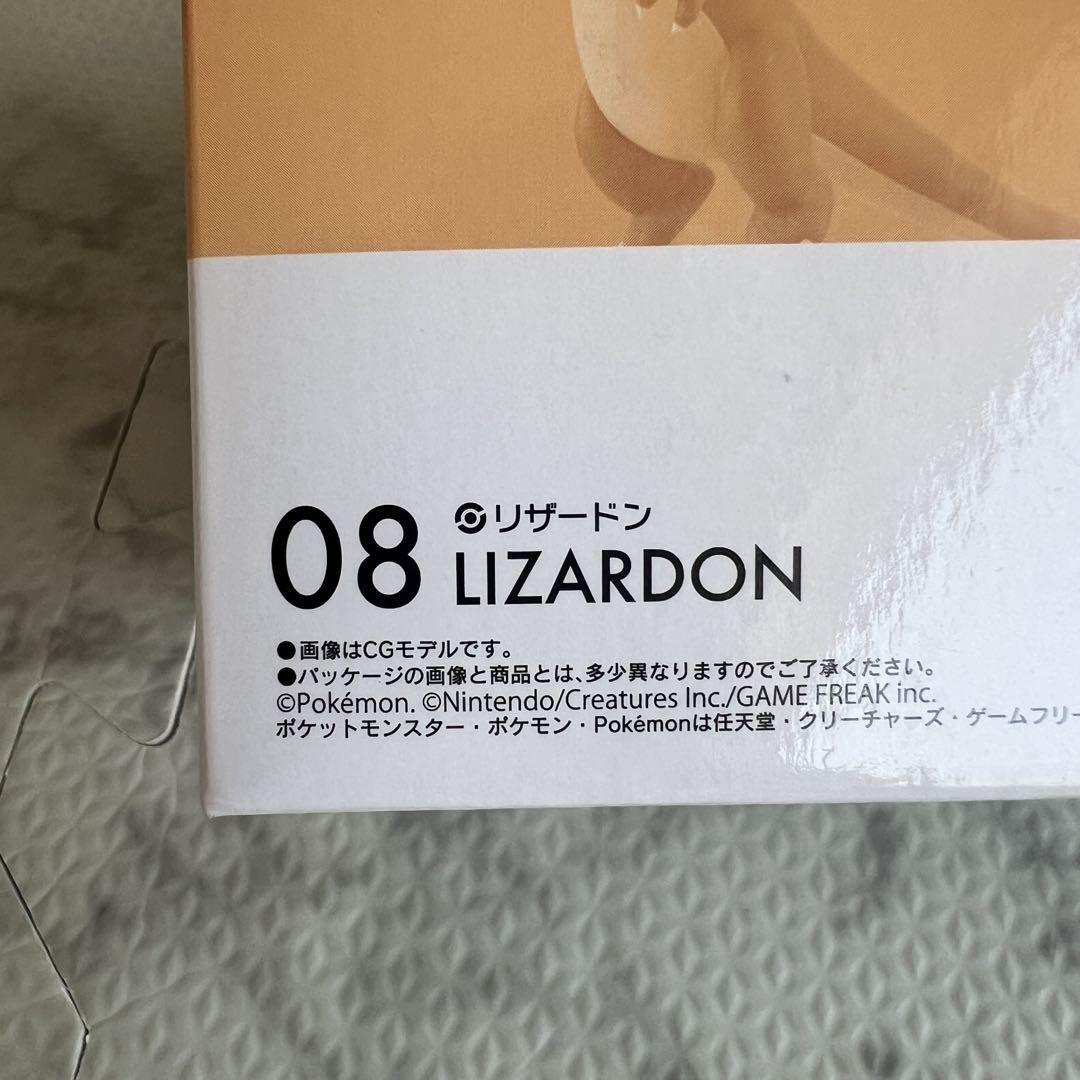 08 リザードン
LIZARDON
●画像はCGモデルです。
●パッケージの画像と商品とは、多少異なりますのでご了承ください。
©Pokémon. ©Nintendo/Creatures Inc./GAME FREAK inc.
ポケットモンスター・ポケモン・Pokémonは任天堂・クリーチャーズ・ゲームフリー